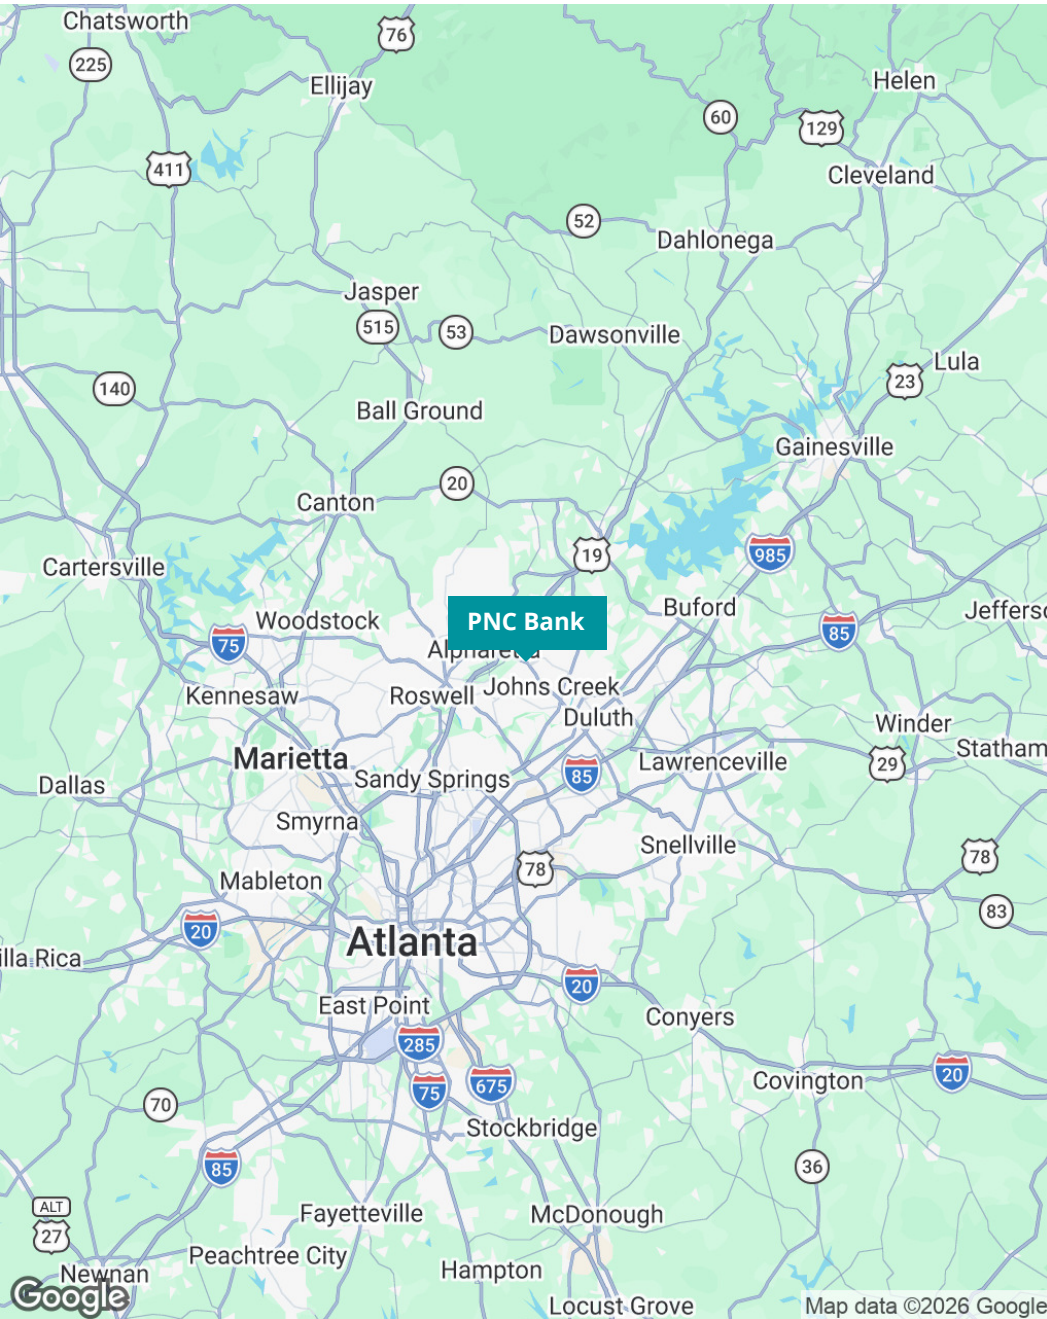 Chatsworth
76
225
Ellijay
Helen
60
129
411
Cleveland
52
Dahlonega
Jasper
515
53
Dawsonville
Lula
140
23
Ball Ground
Gainesville
20
Canton
19
985
Cartersville
Buford
Jefferso
Woodstock
PNC Bank
85
75
Alpharetta
Kennesaw
Roswell
Johns Creek
Duluth
Winder
Marietta
Statham
Sandy Springs
85
Lawrenceville
29
Dallas
Smyrna
Snellville
78
78
Mableton
83
20
Atlanta
illa Rica
20
East Point
Conyers
285
Covington
20
75
675
70
Stockbridge
36
85
ALT
27
Fayetteville
McDonough
Peachtree City
Newnan
Hampton
Google
Locust Grove
Map data ©2026 Google